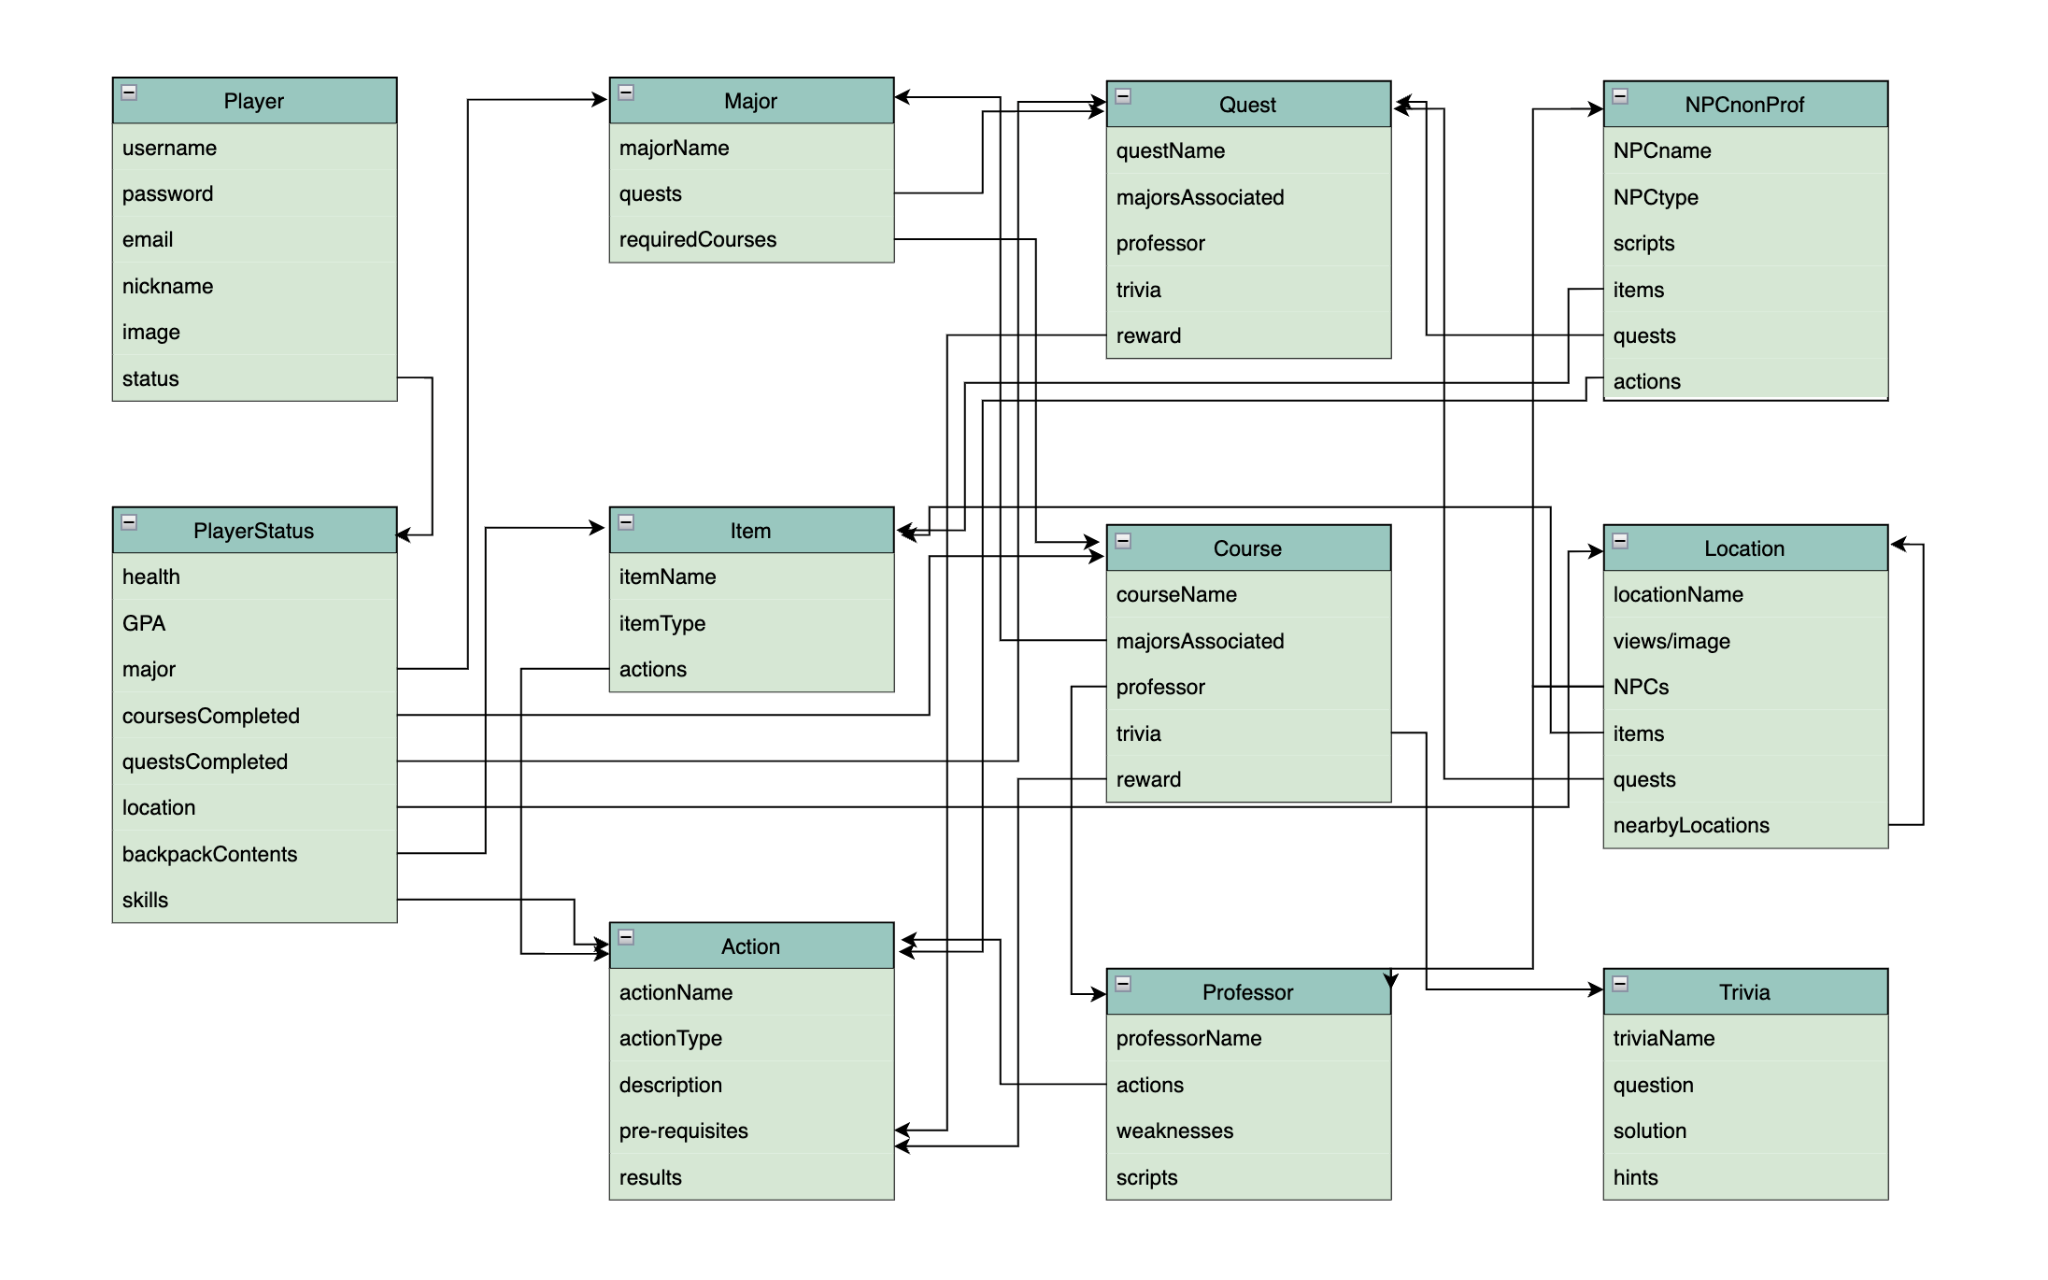 Player
username
password
email
nickname
image
status
Major
majorName
quests
requiredCourses
Quest
questName
majorsAssociated
professor
trivia
reward
NPCnonProf
NPCname
NPCtype
scripts
items
quests
actions
PlayerStatus
health
GPA
major
coursesCompleted
questsCompleted
location
backpackContents
skills
Item
itemName
itemType
actions
Course
courseName
majorsAssociated
professor
trivia
reward
Location
locationName
views/image
NPCs
items
quests
nearbyLocations
Action
actionName
actionType
description
pre-requisites
results
Professor
professorName
actions
weaknesses
scripts
Trivia
triviaName
question
solution
hints